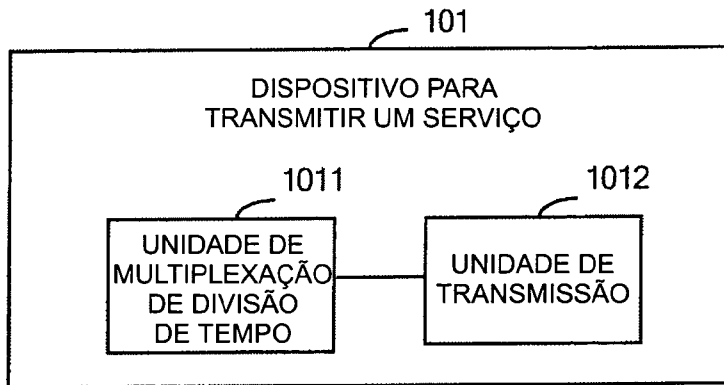 101
DISPOSITIVO PARA
TRANSMITIR UM SERVIÇO
1011
1012
UNIDADE DE
MULTIPLEXAÇÃO
DE DIVISÃO
DE TEMPO
UNIDADE DE
TRANSMISSÃO